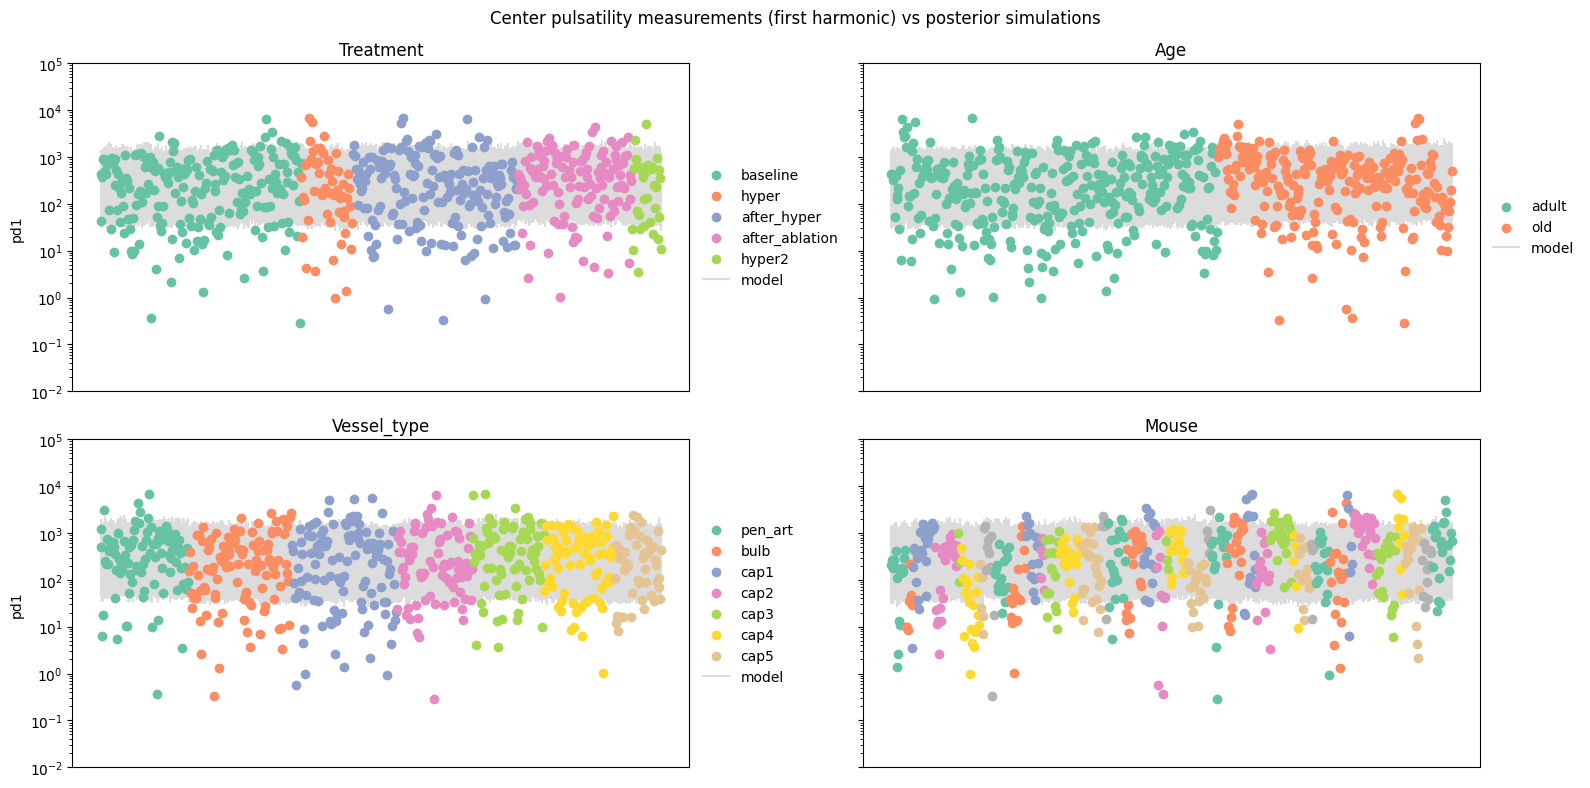 Center pulsatility measurements (first harmonic) vs posterior simulations
Treatment
pd1
10^5
10^4
10^3
10^2
10^1
10^0
10^-1
10^-2
baseline
hyper
after_hyper
after_ablation
hyper2
model
Age
adult
old
model
Vessel_type
pd1
10^5
10^4
10^3
10^2
10^1
10^0
10^-1
10^-2
pen_art
bulb
cap1
cap2
cap3
cap4
cap5
model
Mouse